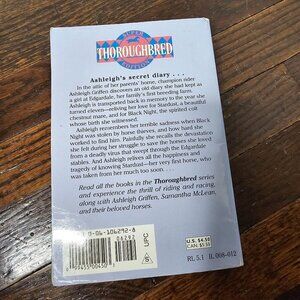 SUPER
THOROUGHBRED
EDITION
Ashleigh's secret diary . . .
In the attic of her parents' home, champion rider
Ashleigh Griffen discovers an old diary she had kept as
a girl at Edgardale, her family's first breeding farm.
Ashleigh is transported back in memory to the year she
turned eleven—reliving her love for Stardust, a beautiful
chestnut mare, and for Black Night, the spirited colt
whose birth she witnessed.
Ashleigh remembers her terrible sadness when Black
Night was stolen by horse thieves, and how hard she
worked to find him. Painfully she recalls the devastation
she felt during her struggle to save the horses she loved
from a deadly virus that swept through the Edgardale
stables. And Ashleigh relives all the happiness and
tragedy of knowing Stardust—her very first horse, who
was taken from her much too soon. . . .
Read all the books in the Thoroughbred series
and experience the thrill of riding and racing,
along with Ashleigh Griffen, Samantha McLean,
and their beloved horses.
0-06-106292-8
06292
UPC
U.S. $4.50
RL 5.1 IL 008-012